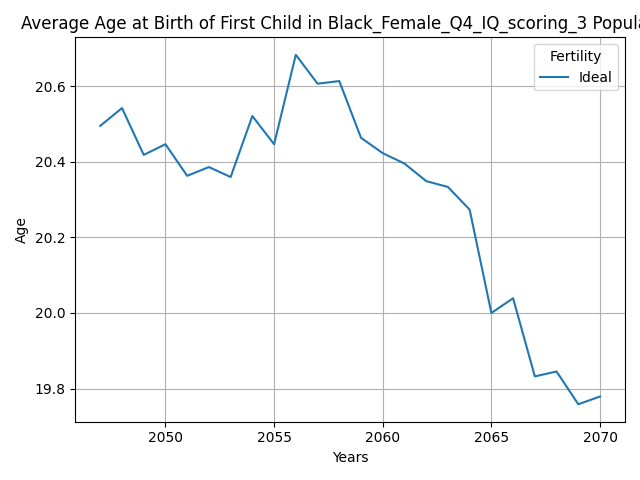 Average Age at Birth of First Child in Black_Female_Q4_IQ_scoring_3 Popula
Fertility
Ideal
20.6
20.4
20.2
20.0
19.8
Age
2050 2055 2060 2065 2070
Years